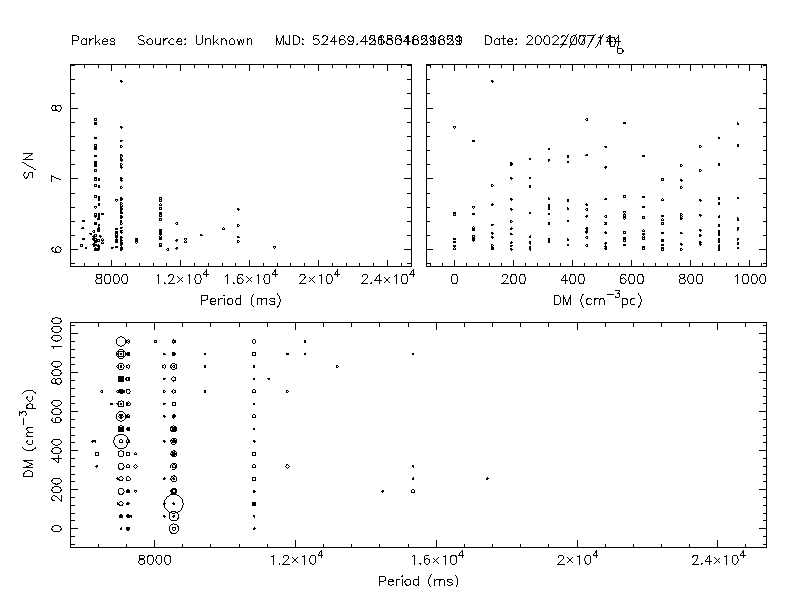 Parkes Source: Unknown MJD: Date:
8
7
6
S/N
8000 1.2×10⁴ 1.6×10⁴ 2×10⁴ 2.4×10⁴
Period (ms)
0 200 400 600 800 1000
DM (cm⁻³pc)
1000
800
600
400
200
0
DM (cm⁻³pc)
8000 1.2×10⁴ 1.6×10⁴ 2×10⁴ 2.4×10⁴
Period (ms)